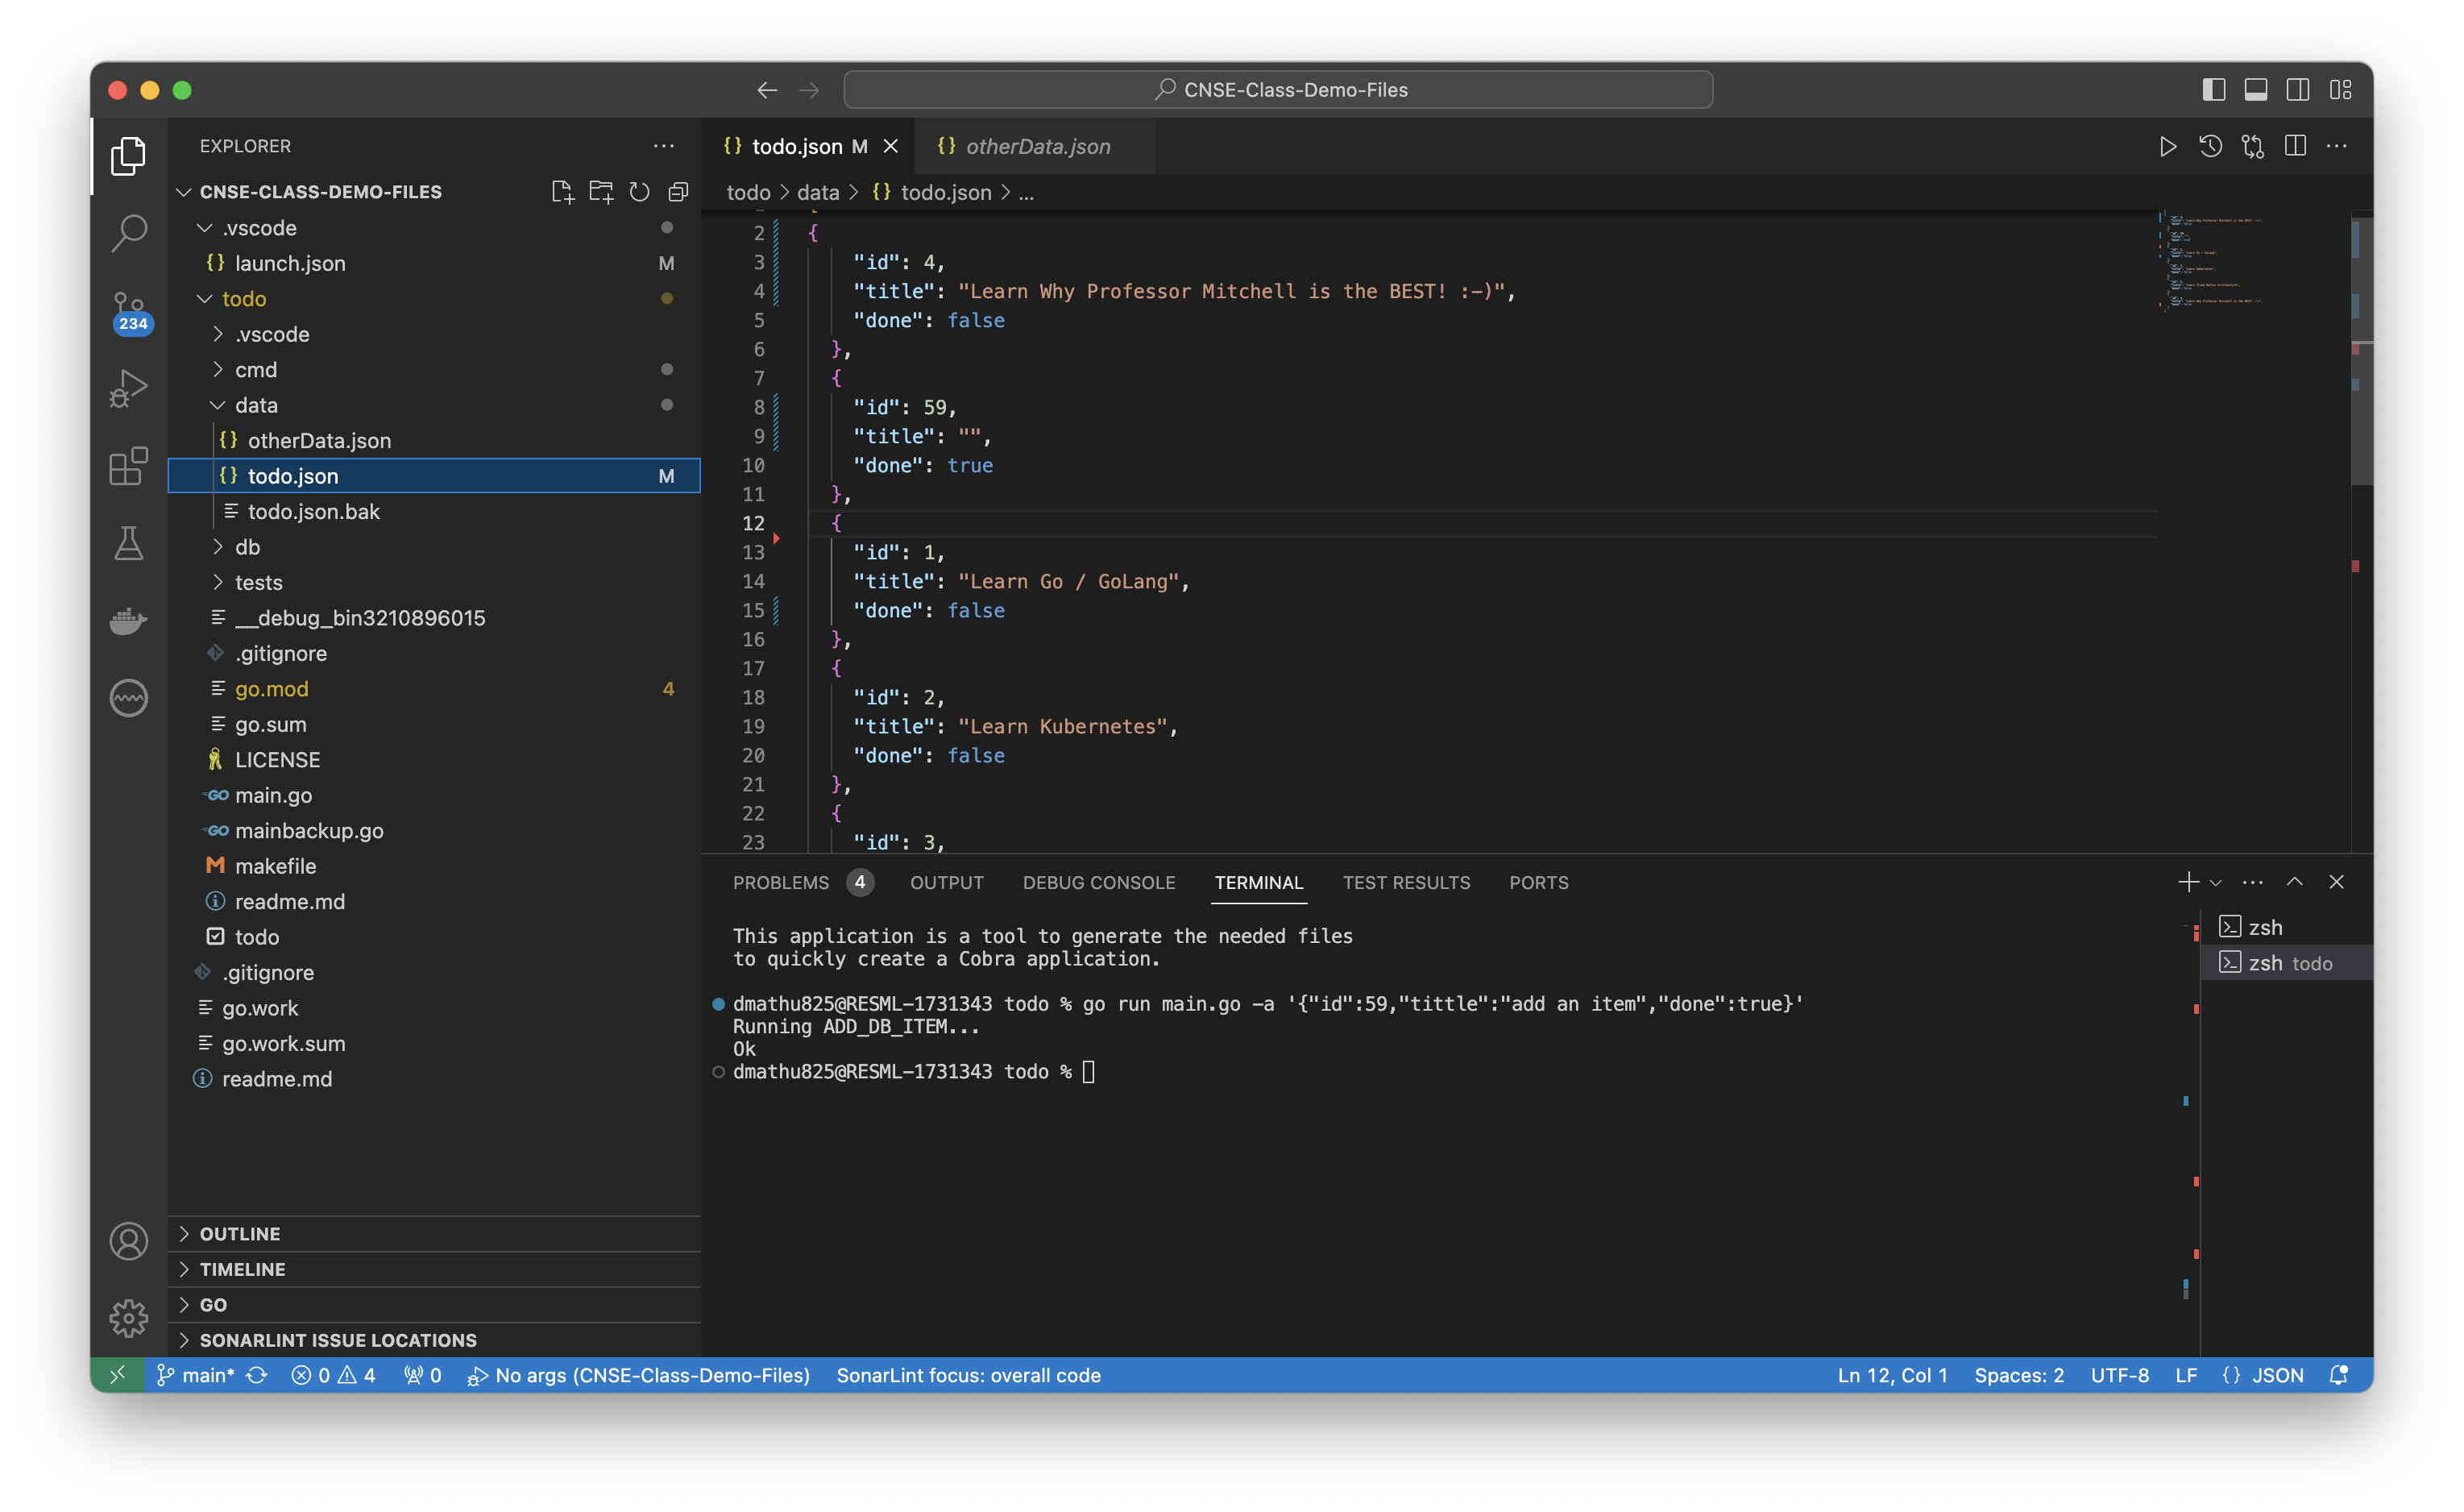 CNSE-Class-Demo-Files
EXPLORER
CNSE-CLASS-DEMO-FILES
.vscode
launch.json M
todo
.vscode
cmd
data
otherData.json
todo.json M
todo.json.bak
db
tests
__debug_bin3210896015
.gitignore
go.mod 4
go.sum
LICENSE
GO main.go
GO mainbackup.go
M makefile
readme.md
todo
.gitignore
go.work
go.work.sum
readme.md
OUTLINE
TIMELINE
GO
SONARLINT ISSUE LOCATIONS
234
{} todo.json M
{} otherData.json
todo > data > {} todo.json > ...
2 {
3 "id": 4,
4 "title": "Learn Why Professor Mitchell is the BEST! :-)",
5 "done": false
6 },
7 {
8 "id": 59,
9 "title": "",
10 "done": true
11 },
12 {
13 "id": 1,
14 "title": "Learn Go / GoLang",
15 "done": false
16 },
17 {
18 "id": 2,
19 "title": "Learn Kubernetes",
20 "done": false
21 },
22 {
23 "id": 3,
PROBLEMS 4 OUTPUT DEBUG CONSOLE TERMINAL TEST RESULTS PORTS
This application is a tool to generate the needed files
to quickly create a Cobra application.
dmathu825@RESML-1731343 todo % go run main.go -a '{"id":59,"tittle":"add an item","done":true}'
Running ADD_DB_ITEM...
Ok
dmathu825@RESML-1731343 todo %
zsh
zsh todo
main* 0 4 0 No args (CNSE-Class-Demo-Files) SonarLint focus: overall code Ln 12, Col 1 Spaces: 2 UTF-8 LF {} JSON